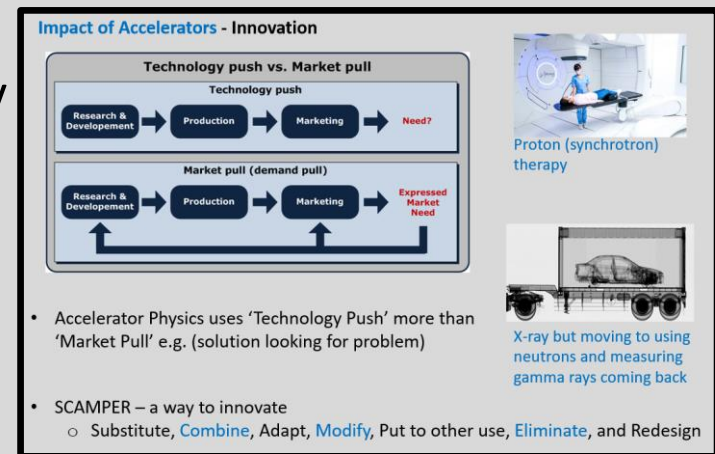 Impact of Accelerators - Innovation
Technology push vs. Market pull
Technology push
Research &
Developement
Production
Marketing
Need?
Market pull (demand pull)
Research &
Developement
Production
Marketing
Expressed
Market
Need
Proton (synchrotron)
therapy
• Accelerator Physics uses ‘Technology Push’ more than
‘Market Pull’ e.g. (solution looking for problem)
X-ray but moving to using
neutrons and measuring
gamma rays coming back
• SCAMPER – a way to innovate
o Substitute, Combine, Adapt, Modify, Put to other use, Eliminate, and Redesign